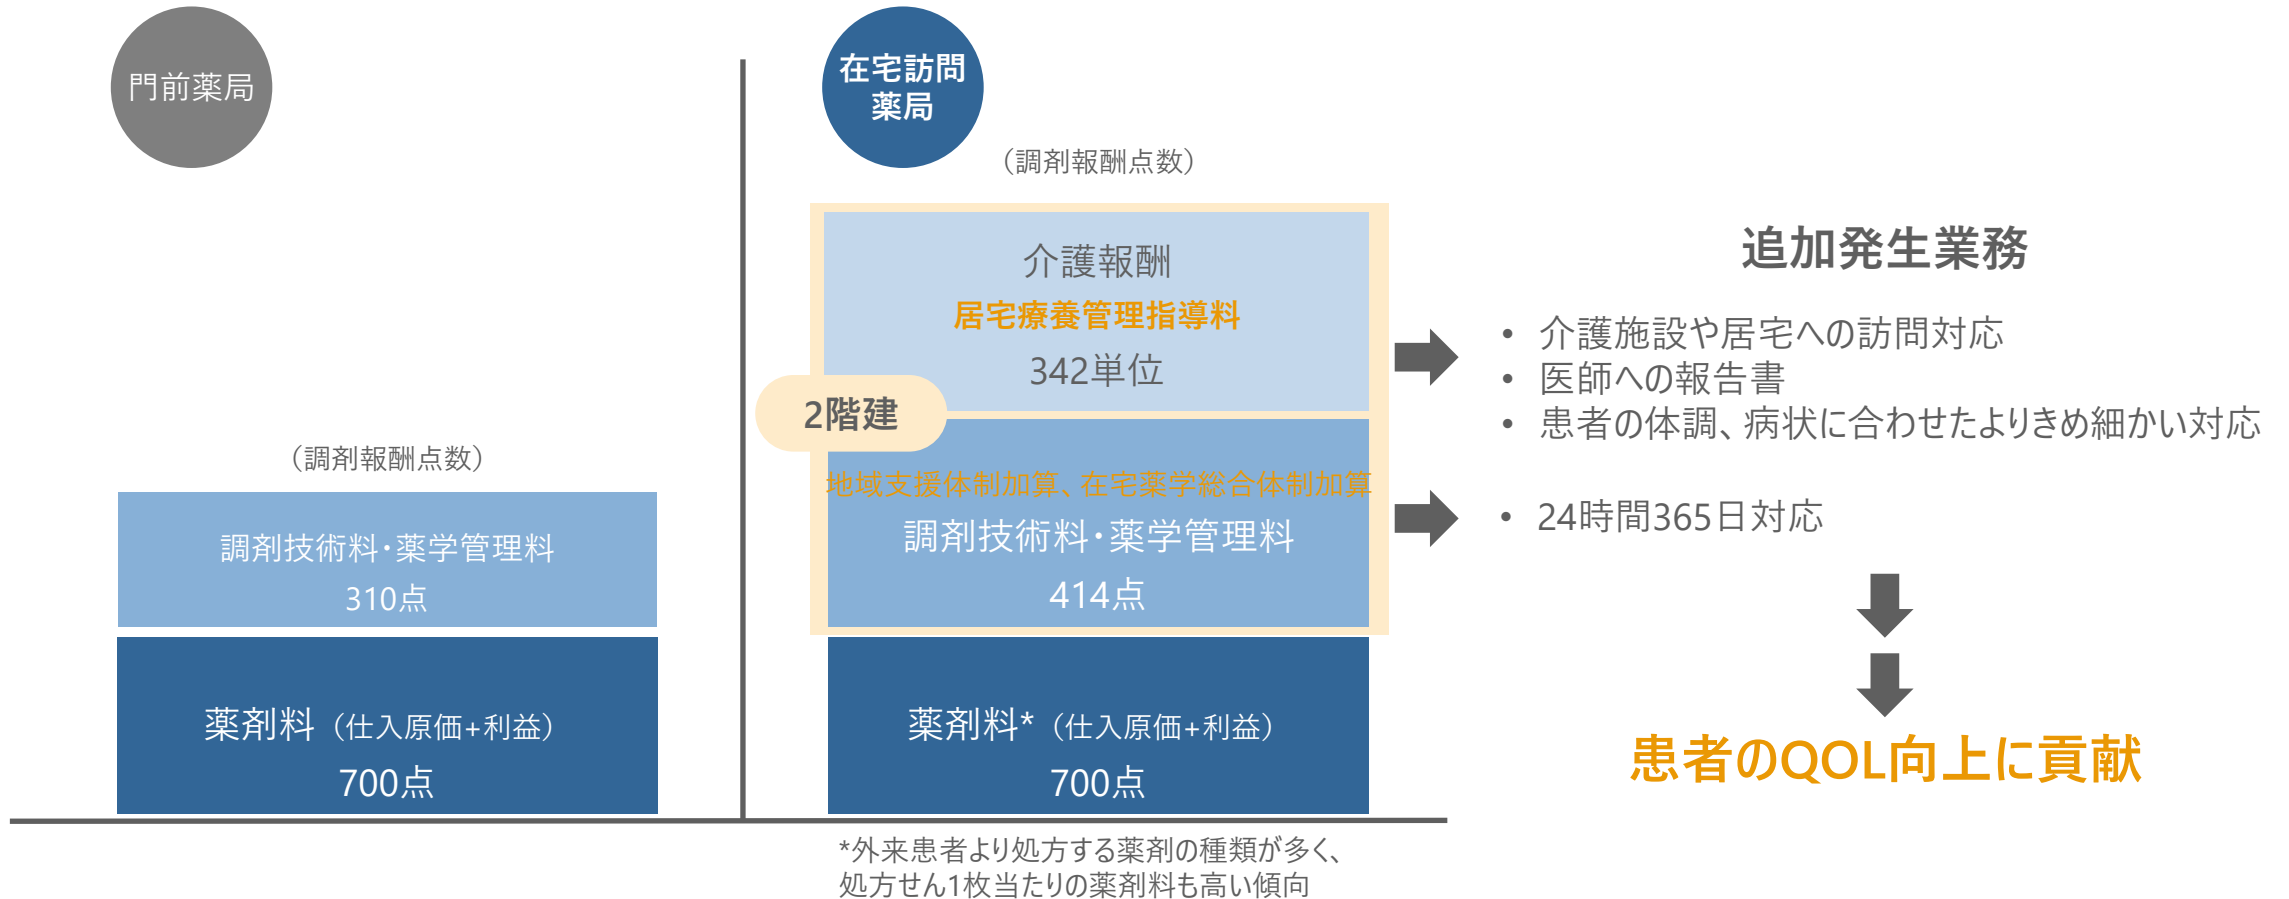 門前薬局
（調剤報酬点数）
調剤技術料・薬学管理料
310点
薬剤料（仕入原価+利益）
700点
在宅訪問
薬局
（調剤報酬点数）
介護報酬
居宅療養管理指導料
342単位
2階建
地域支援体制加算、在宅薬学総合体制加算
調剤技術料・薬学管理料
414点
薬剤料*（仕入原価+利益）
700点
*外来患者より処方する薬剤の種類が多く、
処方せん1枚当たりの薬剤料も高い傾向
追加発生業務
• 介護施設や居宅への訪問対応
• 医師への報告書
• 患者の体調、病状に合わせたよりきめ細かい対応
• 24時間365日対応
患者のQOL向上に貢献